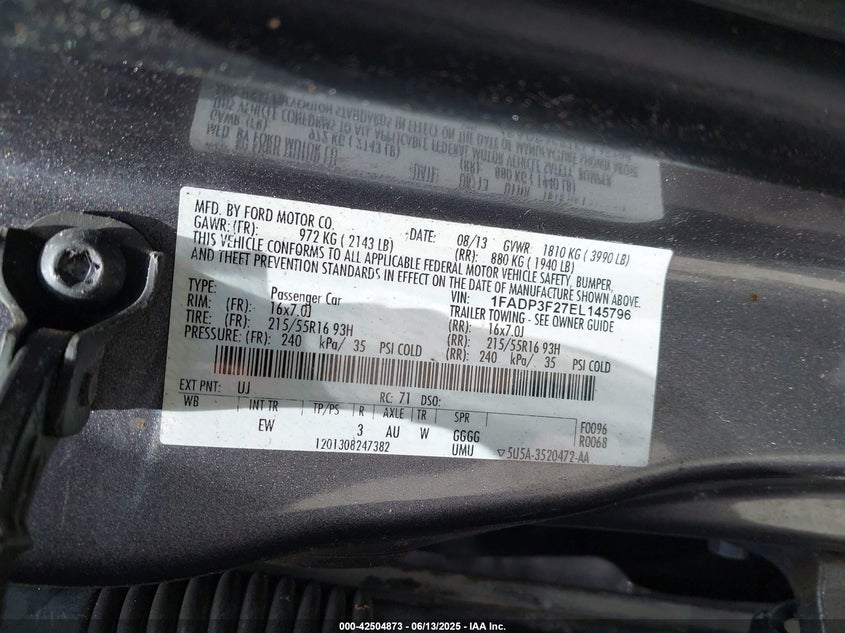 MFD. BY FORD MOTOR CO.
DATE: 08/13 GVWR 1810 KG ( 3990 LB)
GAWR: (FR): 972 KG ( 2143 LB) (RR): 880 KG ( 1940 LB)
THIS VEHICLE CONFORMS TO ALL APPLICABLE FEDERAL MOTOR VEHICLE SAFETY, BUMPER,
AND THEFT PREVENTION STANDARDS IN EFFECT ON THE DATE OF MANUFACTURE SHOWN ABOVE.
VIN: 1FADP3F27EL145796
TYPE: Passenger Car TRAILER TOWING - SEE OWNER GUIDE
RIM: (FR) 16x7.0J (RR): 16x7.0J
TIRE: (FR) 215/55R16 93H (RR): 215/55R16 93H
PRESSURE: (FR) 240 kPa/ 35 PSI COLD (RR) 240 kPa/ 35 PSI COLD
EXT PNT: UJ RC: 71 DSO:
WB INT TR TP/PS R AXLE TR SPR F0096
EW 3 AU W GGGG R0068
1201308247382 UMU ▽5U5A-3520472-AA
000-42504873 - 06/13/2025 - IAA Inc.